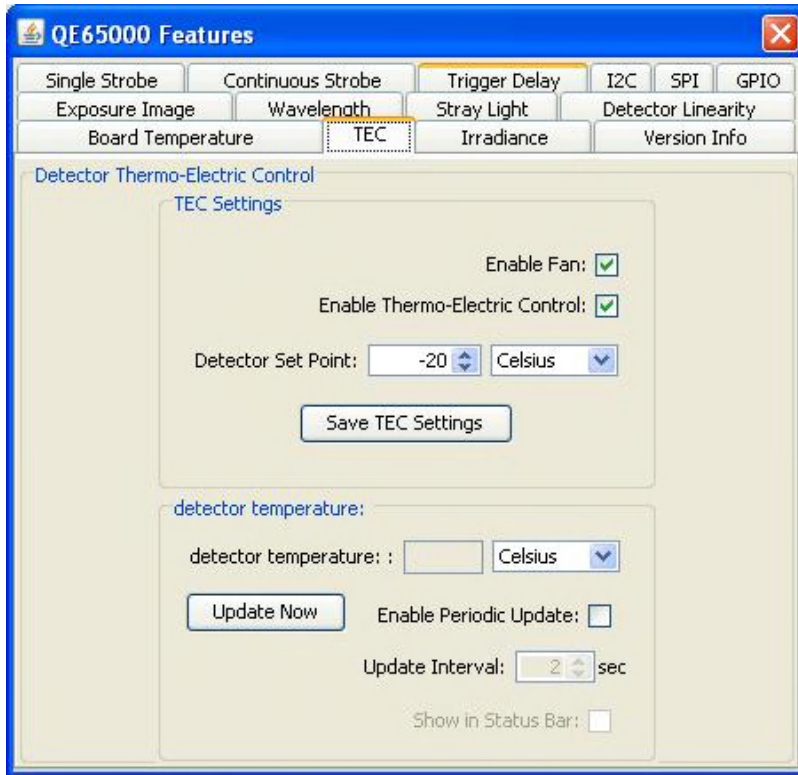 QE65000 Features
Single Strobe Continuous Strobe Trigger Delay I2C SPI GPIO
Exposure Image Wavelength Stray Light Detector Linearity
Board Temperature TEC Irradiance Version Info
Detector Thermo-Electric Control
TEC Settings
Enable Fan:
Enable Thermo-Electric Control:
Detector Set Point: -20 Celsius
Save TEC Settings
detector temperature:
detector temperature: : Celsius
Update Now Enable Periodic Update:
Update Interval: 2 sec
Show in Status Bar: